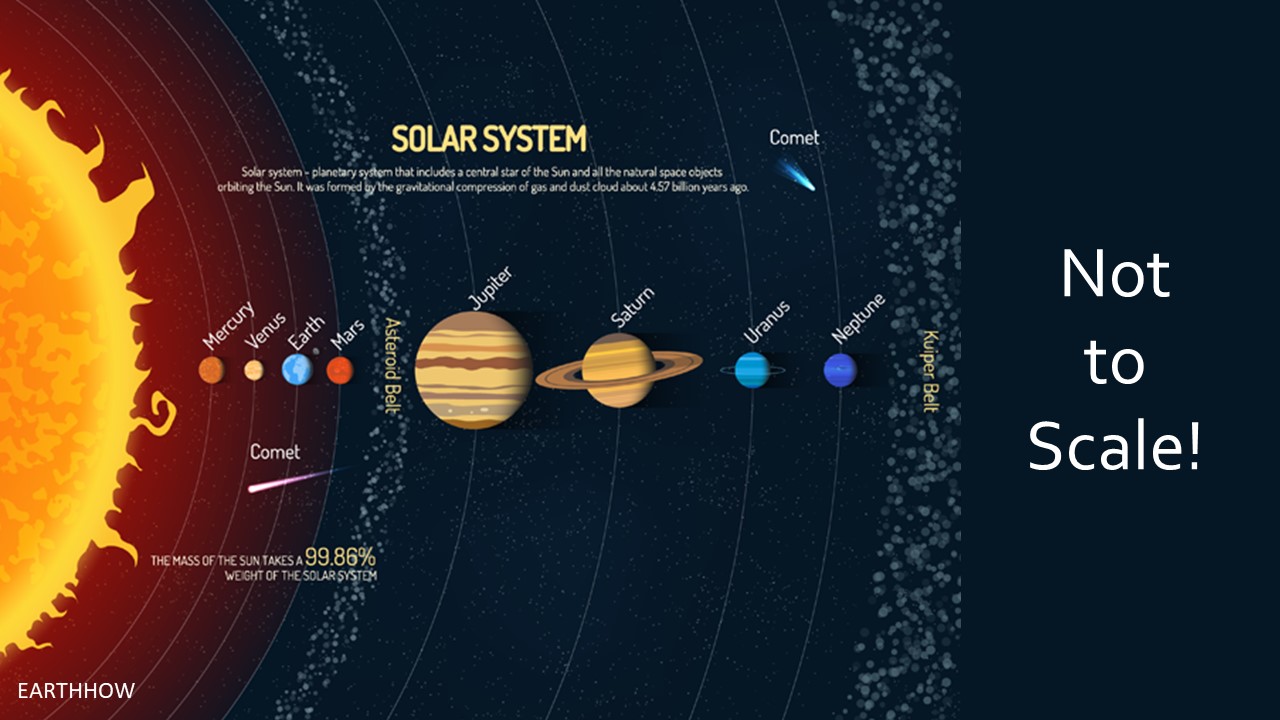 SOLAR SYSTEM
Solar system – planetary system that includes a central star of the Sun and all the natural space objects
orbiting the Sun. It was formed by the gravitational compression of gas and dust cloud about 4.57 billion years ago.
Comet
Not
to
Scale!
Mercury
Venus
Earth
Mars
Asteroid Belt
Jupiter
Saturn
Uranus
Neptune
Kuiper Belt
Comet
THE MASS OF THE SUN TAKES A 99.86%
WEIGHT OF THE SOLAR SYSTEM
EARTHHOW